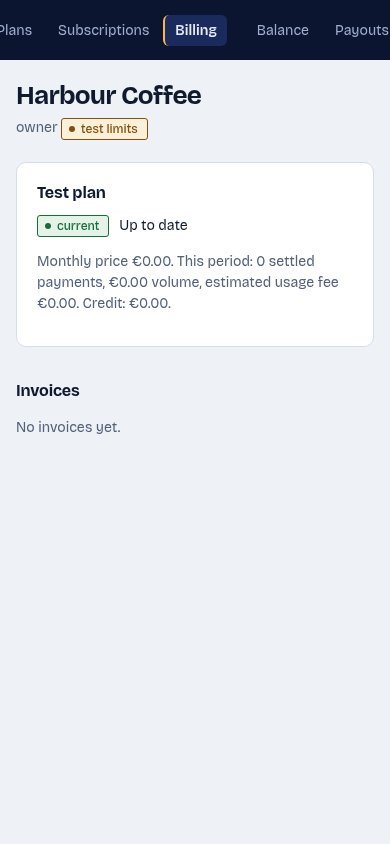 Plans Subscriptions Billing Balance Payouts
Harbour Coffee
owner test limits
Test plan
current Up to date
Monthly price €0.00. This period: 0 settled
payments, €0.00 volume, estimated usage fee
€0.00. Credit: €0.00.
Invoices
No invoices yet.